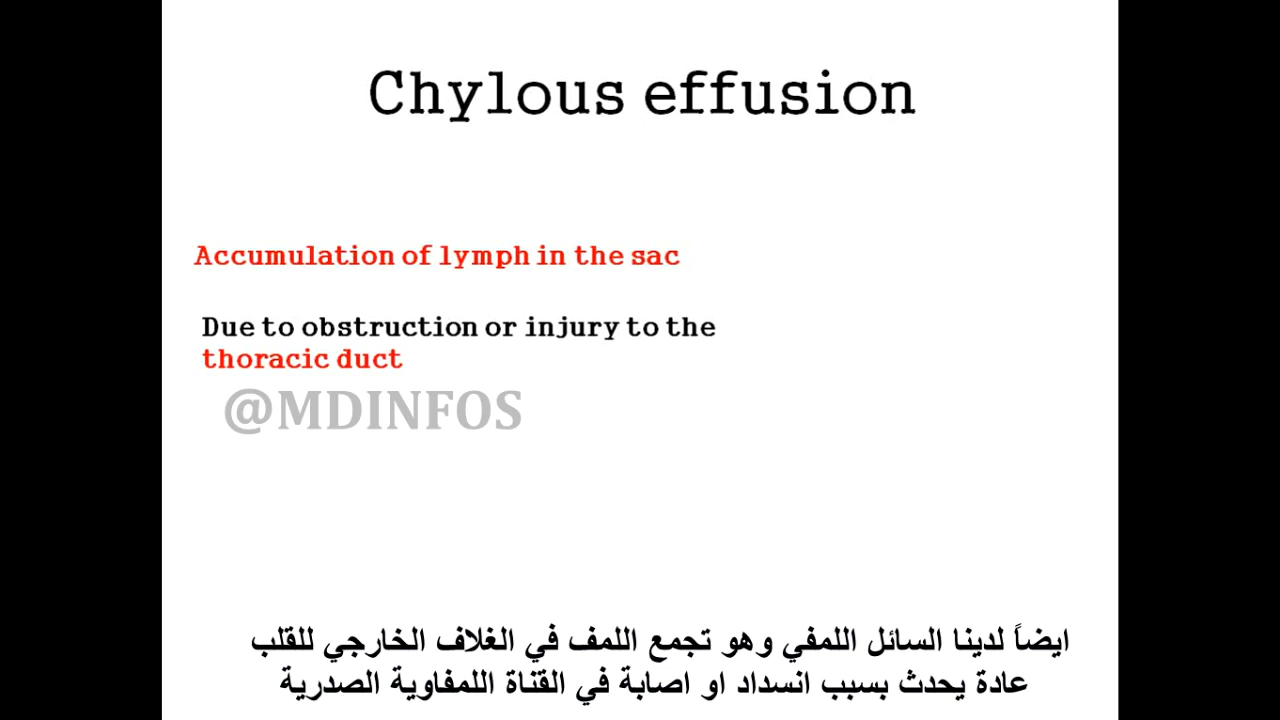 Chylous effusion
Accumulation of lymph in the sac
Due to obstruction or injury to the
thoracic duct
@MDINFOS
ايضاً لدينا السائل اللمفي وهو تجمع اللمف في الغلاف الخارجي للقلب
عادة يحدث بسبب انسداد او اصابة في القناة اللمفاوية الصدرية